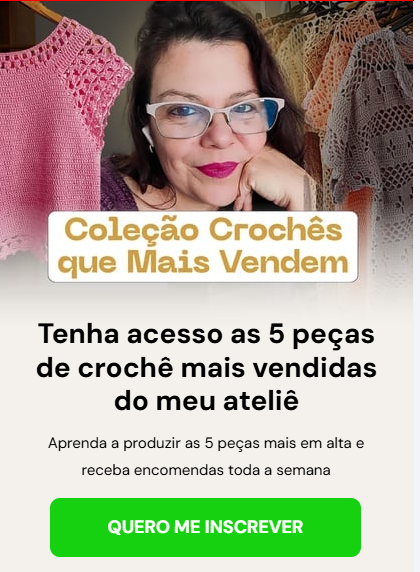 Coleção Crochês
que Mais Vendem
Tenha acesso as 5 peças
de crochê mais vendidas
do meu ateliê
Aprenda a produzir as 5 peças mais em alta e
receba encomendas toda a semana
QUERO ME INSCREVER